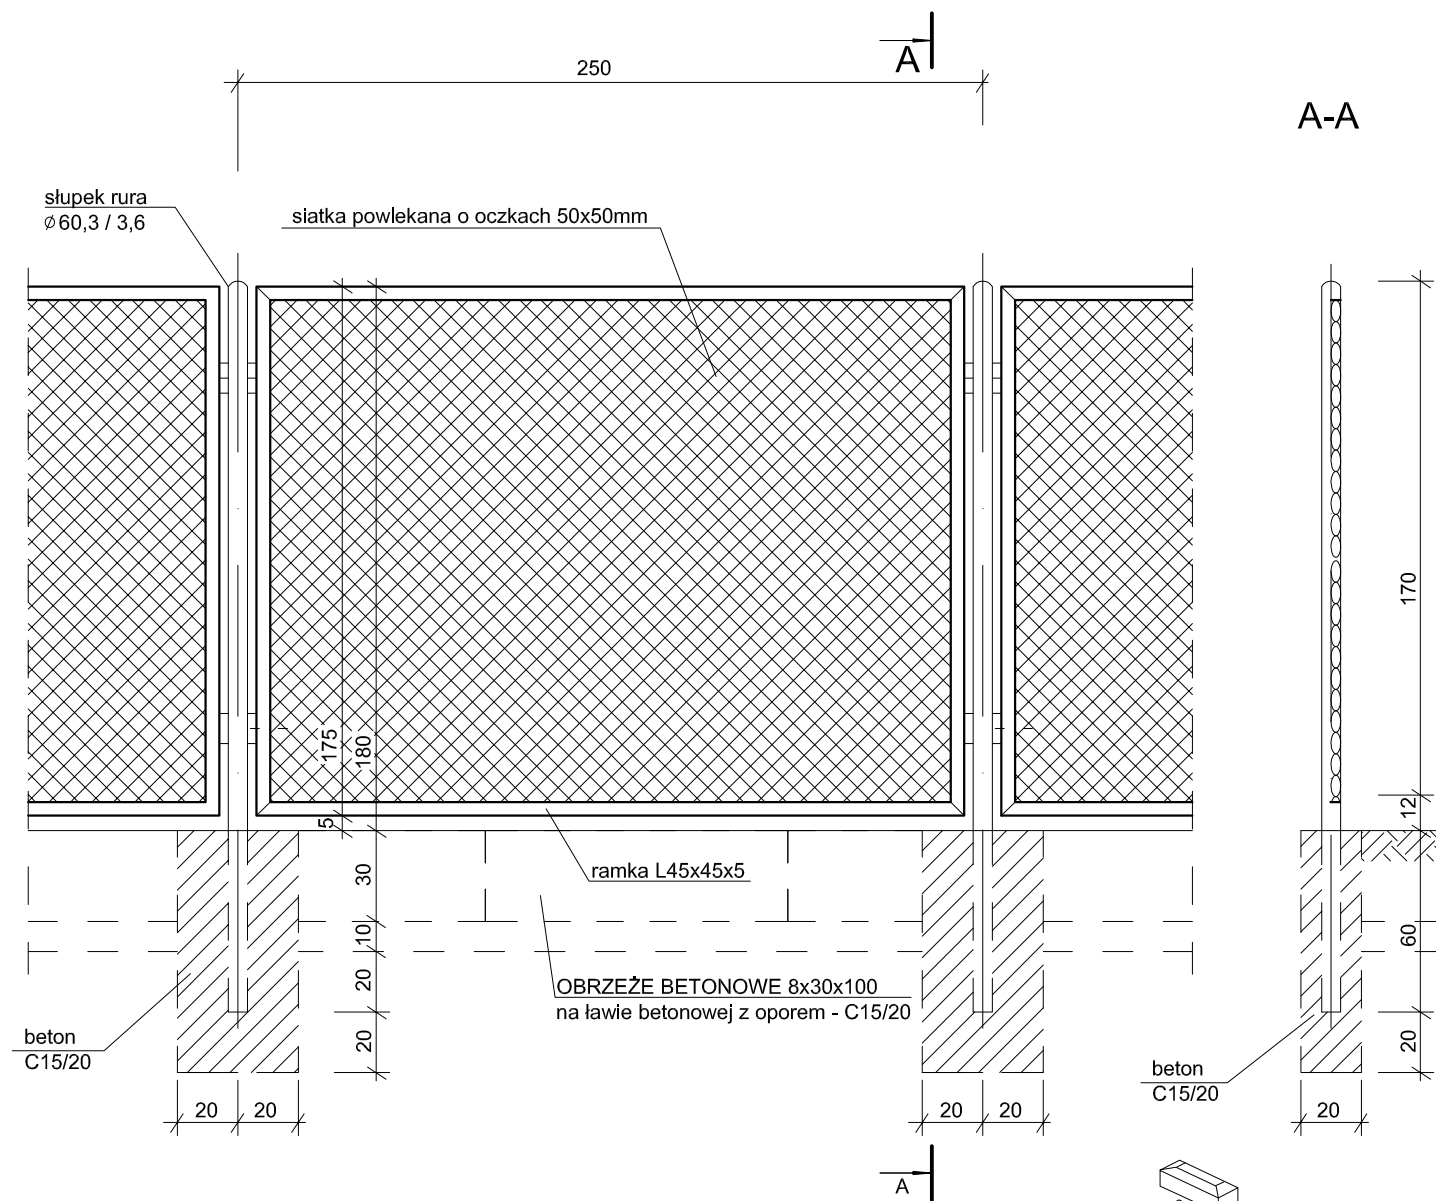 A
250
A-A
słupek rura
⌀60,3 / 3,6
siatka powlekana o oczkach 50x50mm
170
175
180
5
12
30
ramka L45x45x5
10
60
20
OBRZEŻE BETONOWE 8x30x100
na ławie betonowej z oporem - C15/20
beton
C15/20
20
20
beton
C15/20
20 20
20 20
20
A